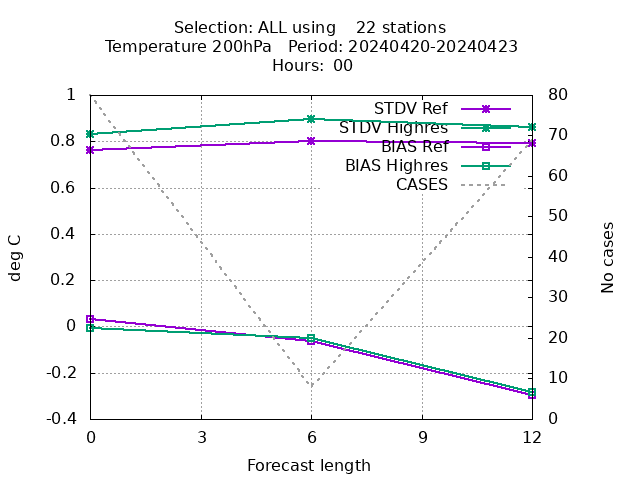 Selection: ALL using    22 stations
Temperature 200hPa   Period: 20240420-20240423
Hours:  00
STDV Ref
STDV Highres
BIAS Ref
BIAS Highres
CASES
1
0.8
0.6
0.4
0.2
0
-0.2
-0.4
80
70
60
50
40
30
20
10
0
deg C
No cases
0 3 6 9 12
Forecast length